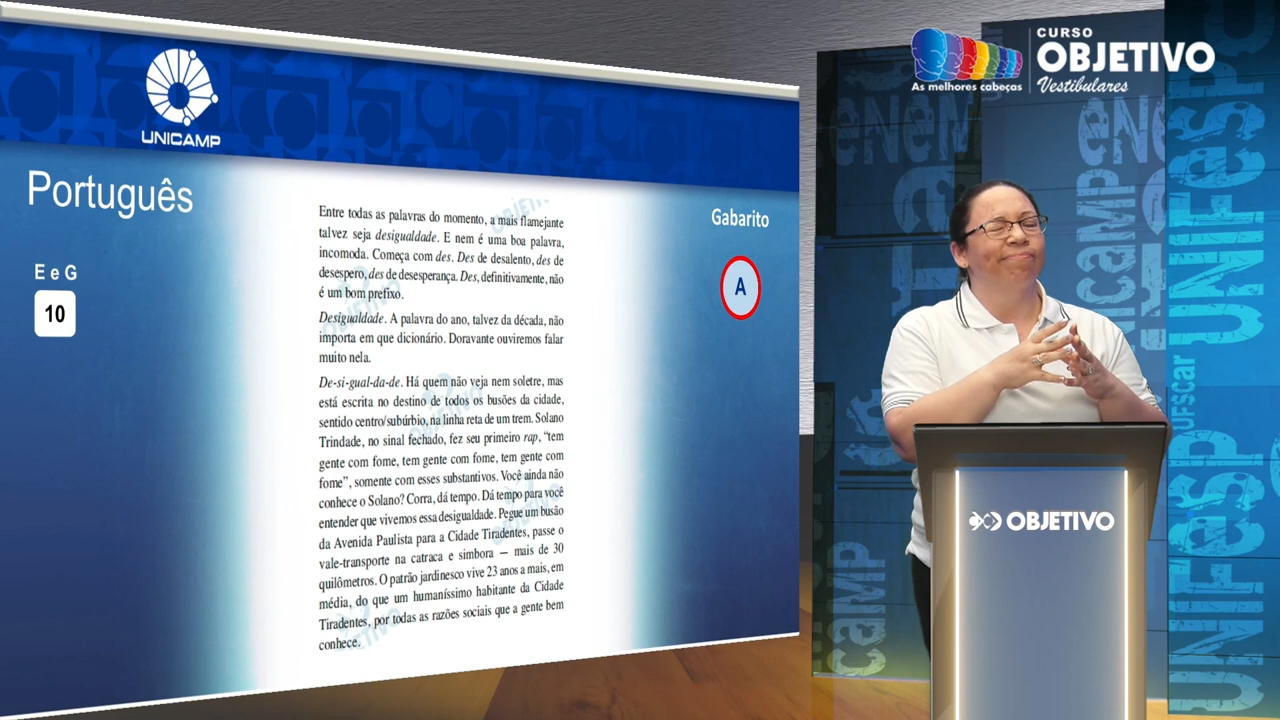 UNICAMP
Português
E e G
10
Entre todas as palavras do momento, a mais flamejante
talvez seja desigualdade. E nem é uma boa palavra,
incomoda. Começa com des. Des de desalento, des de
desespero, des de desesperança. Des, definitivamente, não
é um bom prefixo.
Desigualdade. A palavra do ano, talvez da década, não
importa em que dicionário. Doravante ouviremos falar
muito nela.
De-si-gual-da-de. Há quem não veja nem soletre, mas
está escrita no destino de todos os busões da cidade,
sentido centro/subúrbio, na linha reta de um trem. Solano
Trindade, no sinal fechado, fez seu primeiro rap, “tem
gente com fome, tem gente com fome, tem gente com
fome”, somente com esses substantivos. Você ainda não
conhece o Solano? Corra, dá tempo. Dá tempo para você
entender que vivemos essa desigualdade. Pegue um busão
da Avenida Paulista para a Cidade Tiradentes, passe o
vale-transporte na catraca e simbora – mais de 30
quilômetros. O patrão jardinesco vive 23 anos a mais, em
média, do que um humaníssimo habitante da Cidade
Tiradentes, por todas as razões sociais que a gente bem
conhece.
Gabarito
A
CURSO
OBJETIVO
Vestibulares
As melhores cabeças
eNeM
UNICAMP
UNIFESP
UFSCar
UNIFESP
caMP
OBJETIVO